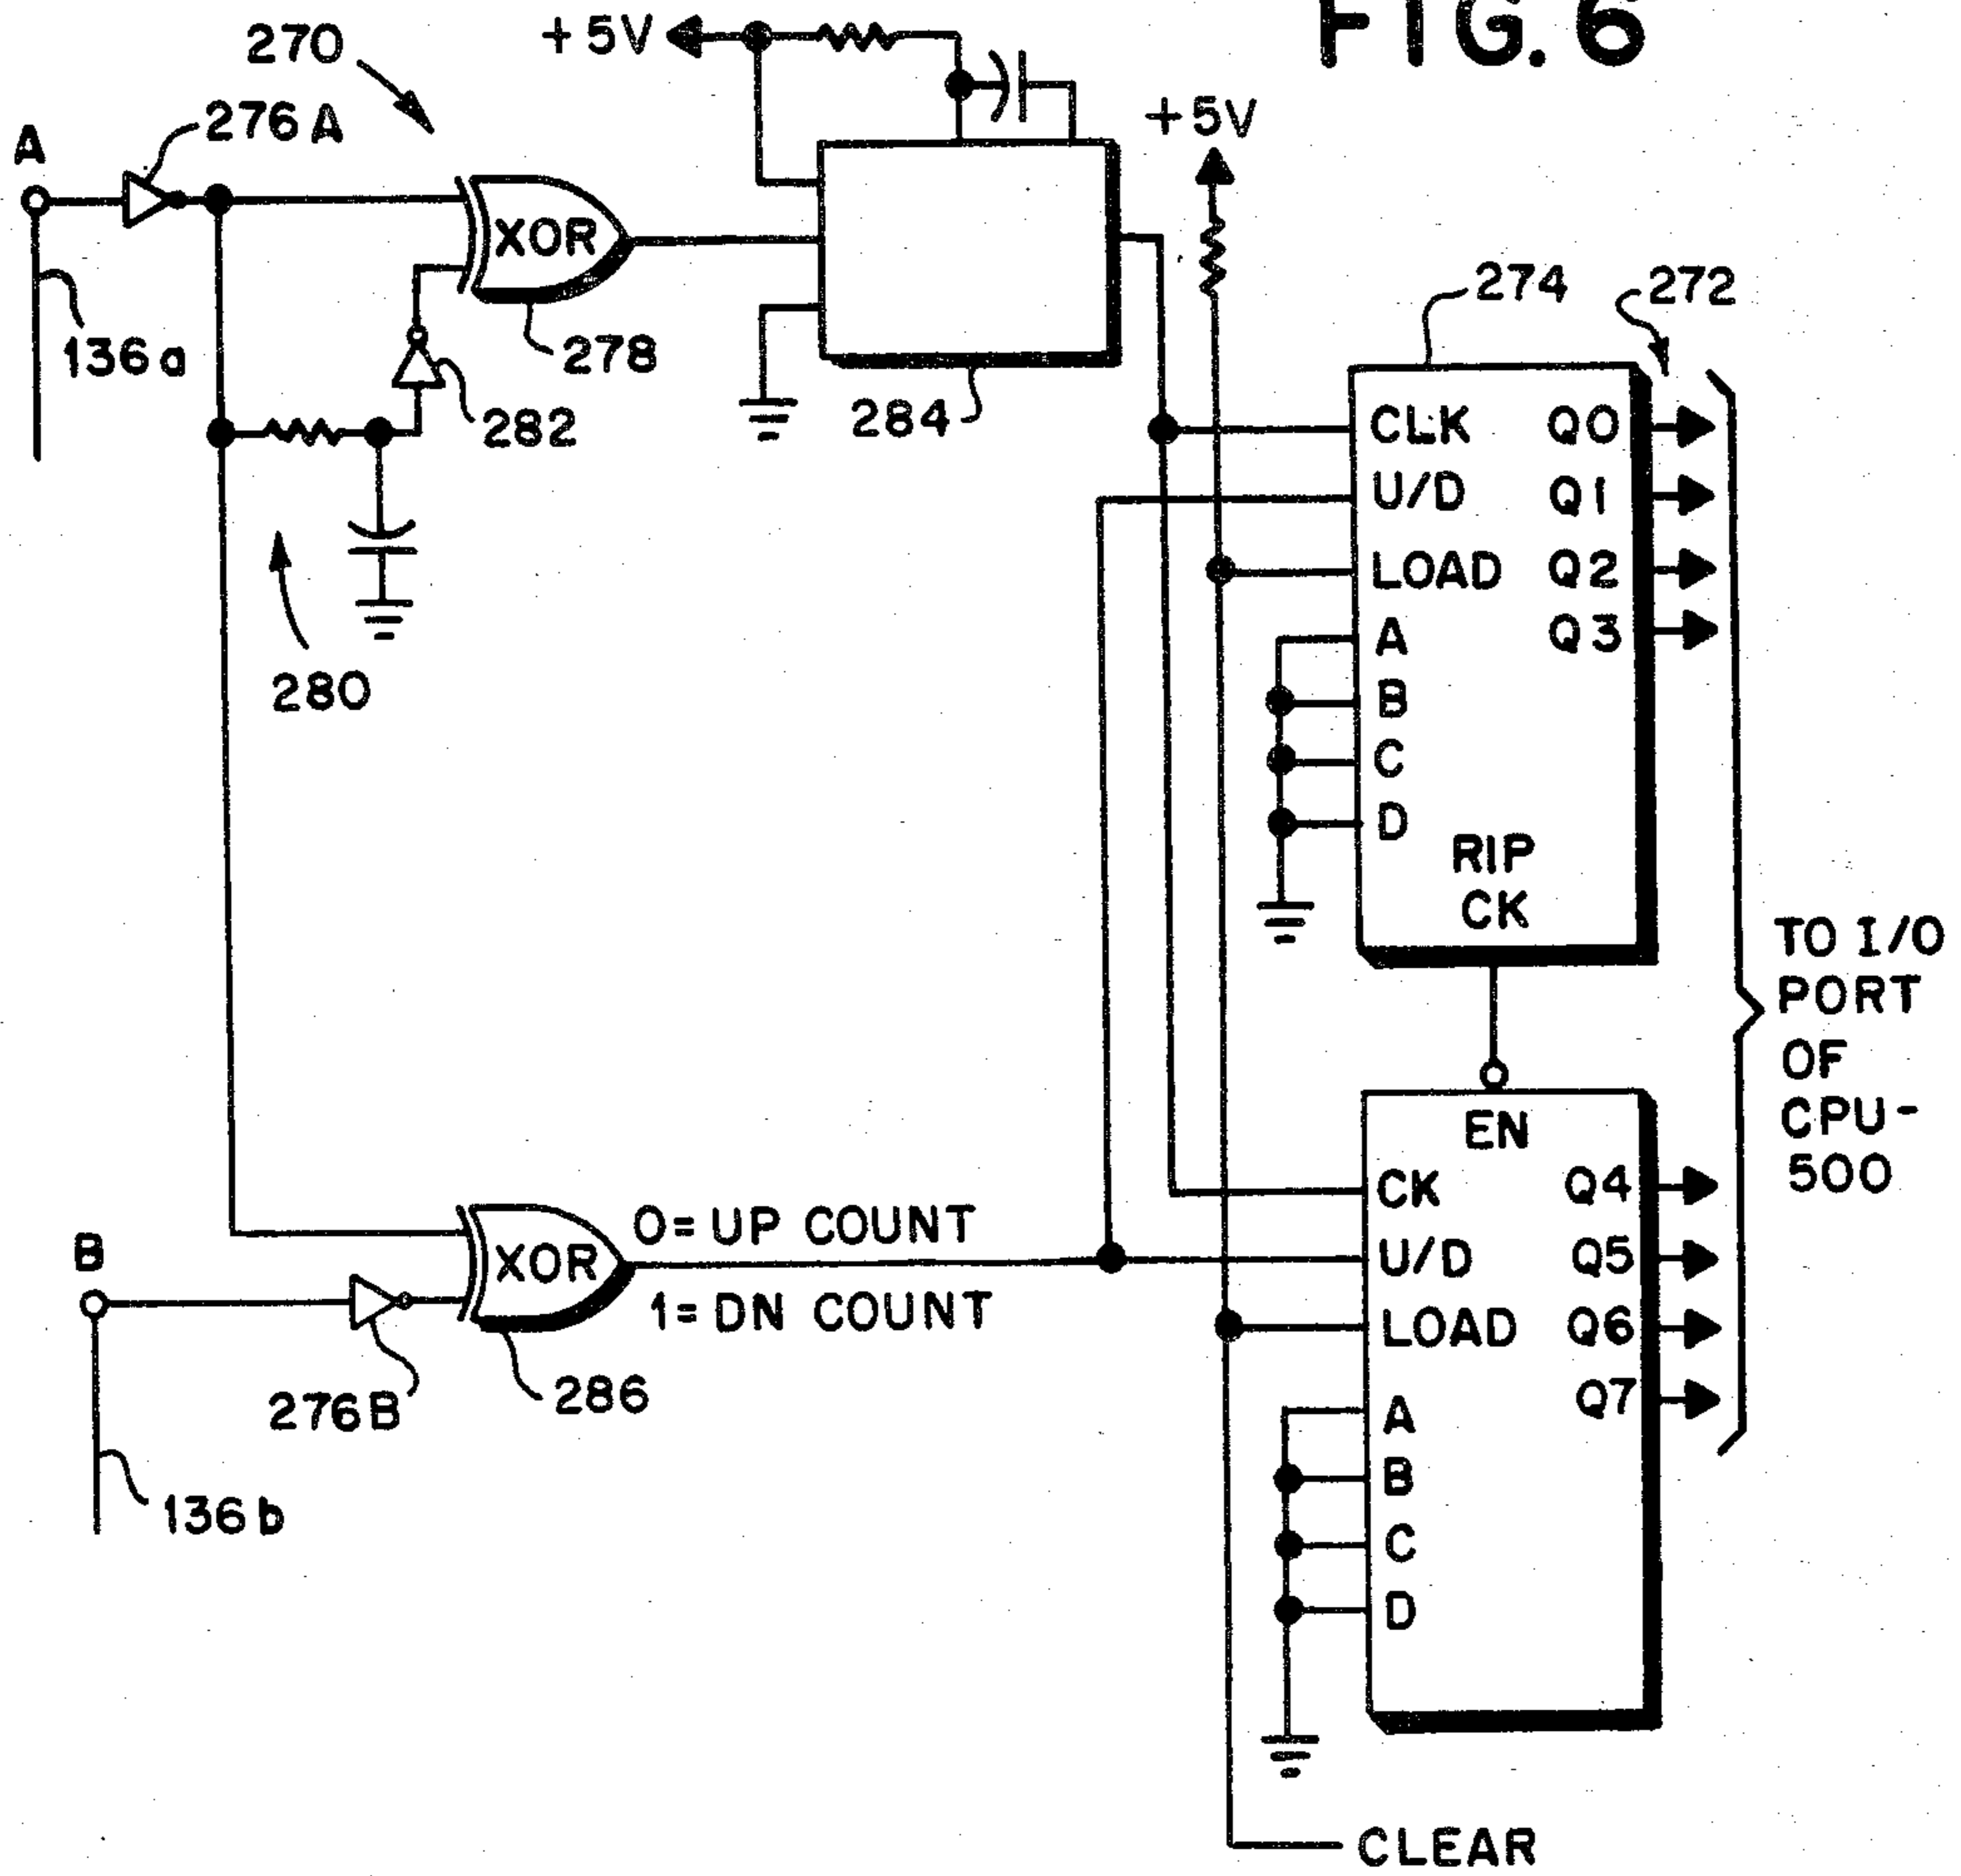 FIG. 6
270
+5V
276A
A
+5V
XOR
274
272
136a
278
282
284
CLK
Q0
U/D
Q1
LOAD
Q2
A
Q3
B
C
D
280
RIP
CK
TO I/O
PORT
OF
CPU-
500
EN
CK
Q4
B
XOR
0= UP COUNT
1= DN COUNT
U/D
Q5
LOAD
Q6
276B
286
Q7
A
B
C
D
136b
CLEAR